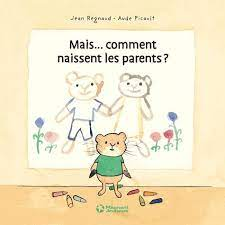 Jean Regnaud - Aude Picault
Mais... comment
naissent les parents ?
Magnard
Jeunesse